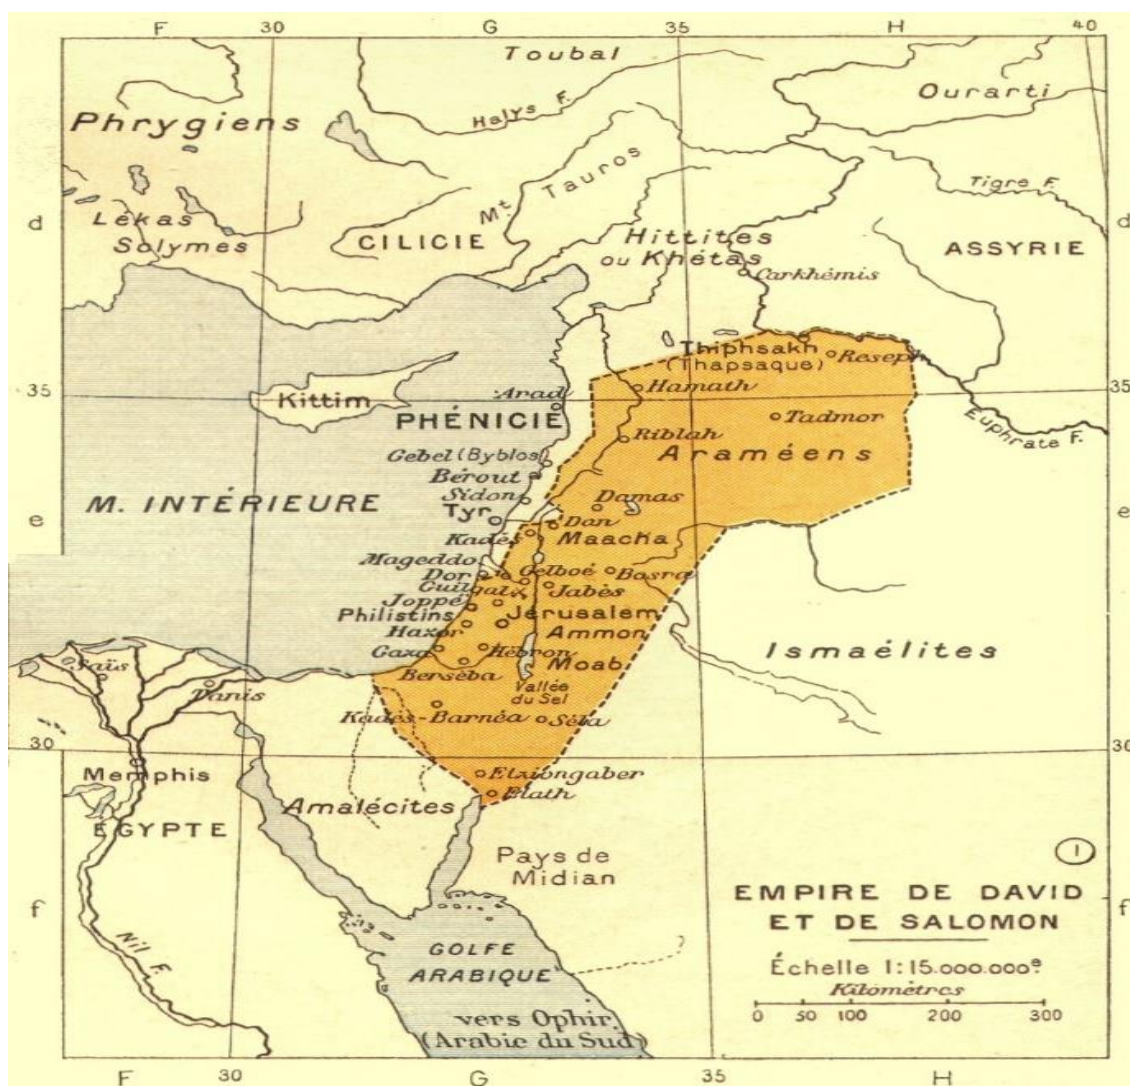 F 30 G 35 H 40
Toubal
Halys F.
Ourarti
Phrygiens
Mt Tauros
Tigre F.
d
d
Lékas
Solymes
CILICIE
Hittites
ou Khétas
ASSYRIE
Carkhémis
Thiphsakh
(Thapsaque)
Reseph
35
35
Kittim
Arad
Hamath
PHÉNICIE
Tadmor
Euphrate F.
Riblah
Araméens
Gebel (Byblos)
Bérout
M. INTÉRIEURE
Sidon
Damas
e
e
Tyr
Dan
Kadès
Maacha
Mageddo
Dor
Gelboé
Bosra
Guilgal
Jabès
Joppé
Philistins
Jérusalem
Hazor
Ammon
Ismaélites
Gaza
Hébron
Moab
Saïs
Bersèba
Tanis
Vallée
du Sel
Kadès-Barnéa
Séla
30
30
Memphis
Etziongaber
Elath
Amalécites
ÉGYPTE
Pays de
Midian
1
EMPIRE DE DAVID
ET DE SALOMON
f
f
Nil F.
GOLFE
ARABIQUE
Échelle 1:15.000.000e.
Kilomètres
0 50 100 200 300
vers Ophir
(Arabie du Sud)
F 30 G 35 H